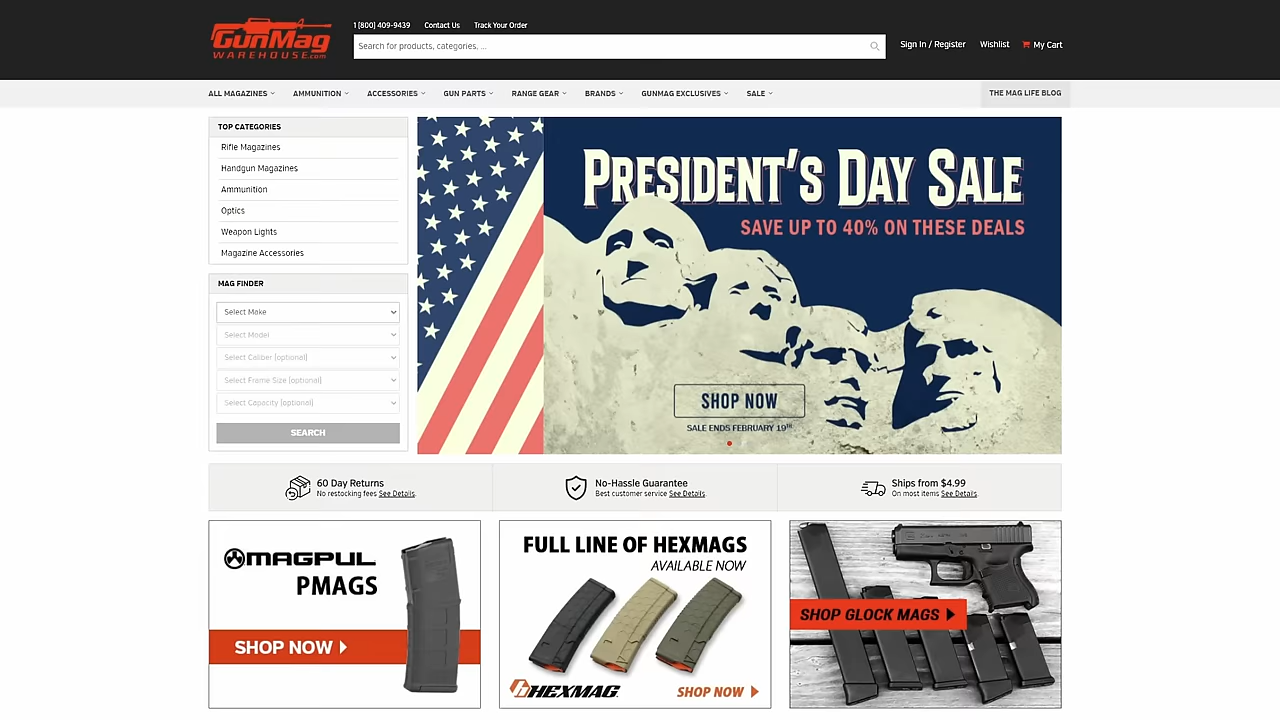 GunMag
WAREHOUSE.com
1 (800) 409-9439 Contact Us Track Your Order
Search for products, categories, ...
Sign In / Register Wishlist My Cart
ALL MAGAZINES AMMUNITION ACCESSORIES GUN PARTS RANGE GEAR BRANDS GUNMAG EXCLUSIVES SALE THE MAG LIFE BLOG
TOP CATEGORIES
Rifle Magazines
Handgun Magazines
Ammunition
Optics
Weapon Lights
Magazine Accessories
MAG FINDER
Select Make
Select Model
Select Caliber (optional)
Select Frame Size (optional)
Select Capacity (optional)
SEARCH
PRESIDENT'S DAY SALE
SAVE UP TO 40% ON THESE DEALS
SHOP NOW
SALE ENDS FEBRUARY 19TH
60 Day Returns
No restocking fees See Details.
No-Hassle Guarantee
Best customer service See Details.
Ships from $4.99
On most items See Details.
MAGPUL
PMAGS
SHOP NOW
FULL LINE OF HEXMAGS
AVAILABLE NOW
HEXMAG
SHOP NOW
SHOP GLOCK MAGS